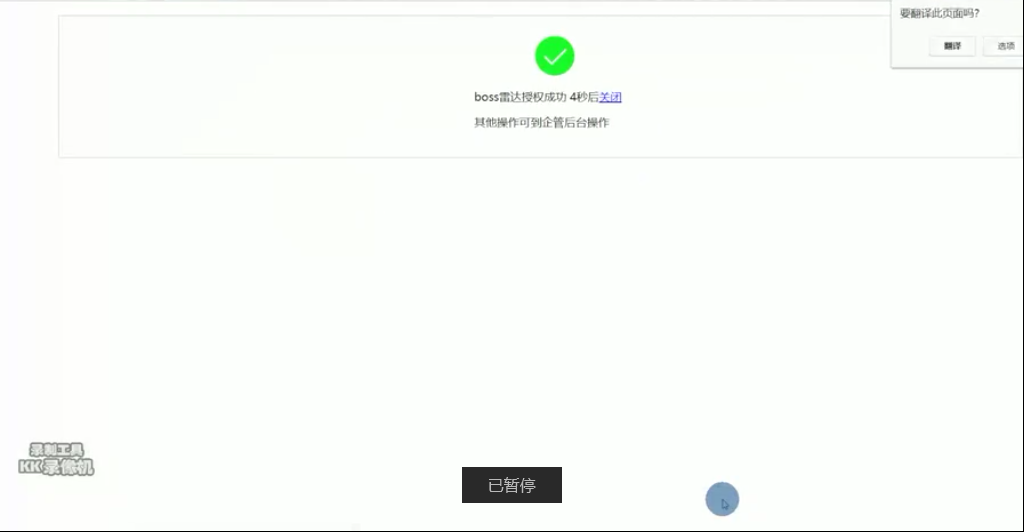 要翻译此页面吗?
翻译
选项
boss雷达授权成功 4秒后关闭
其他操作可到企管后台操作
录制工具
KK录像机
已暂停